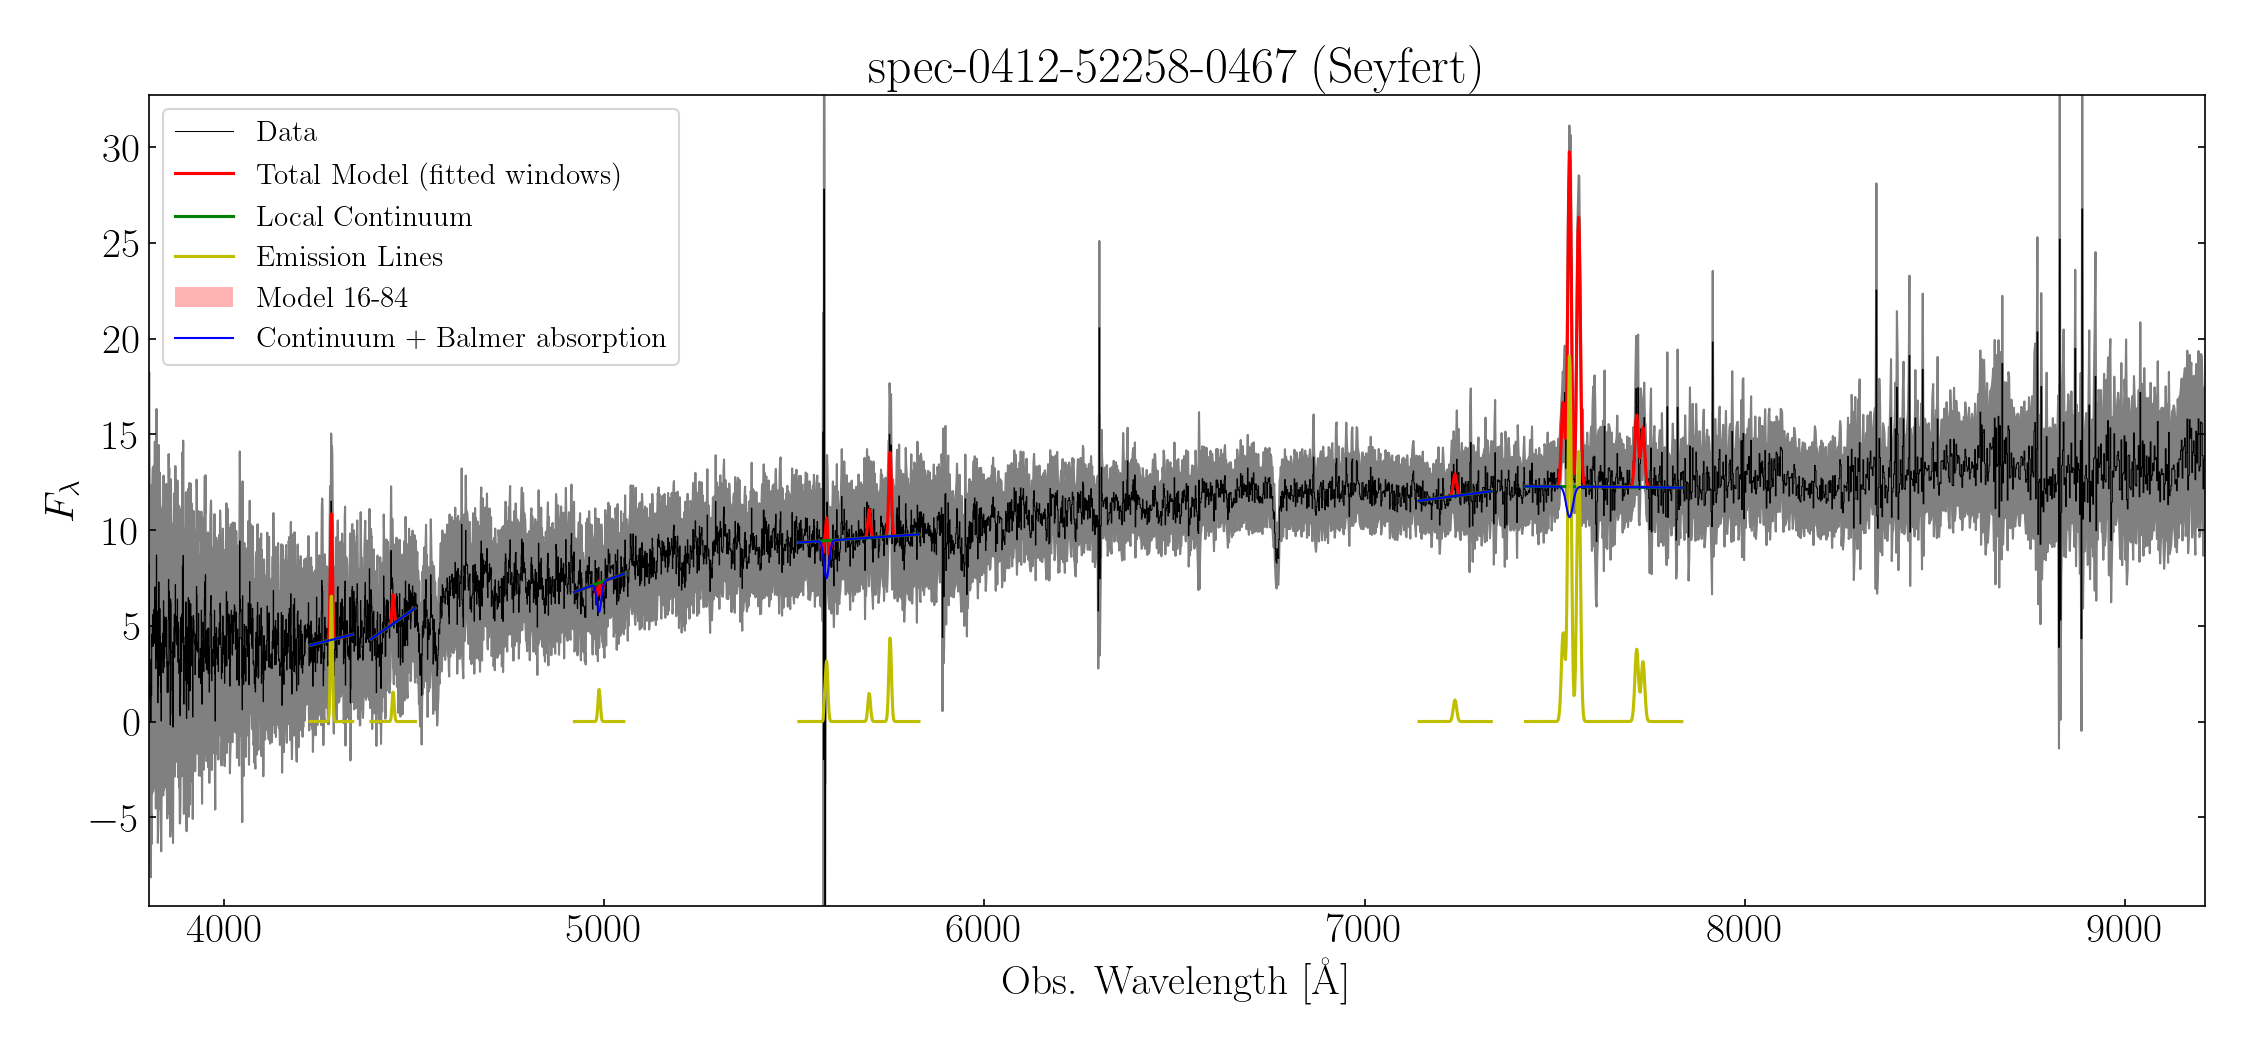 spec-0412-52258-0467 (Seyfert)
Data
Total Model (fitted windows)
Local Continuum
Emission Lines
Model 16-84
Continuum + Balmer absorption
30
25
20
15
10
5
0
−5
Fλ
4000 5000 6000 7000 8000 9000
Obs. Wavelength [Å]